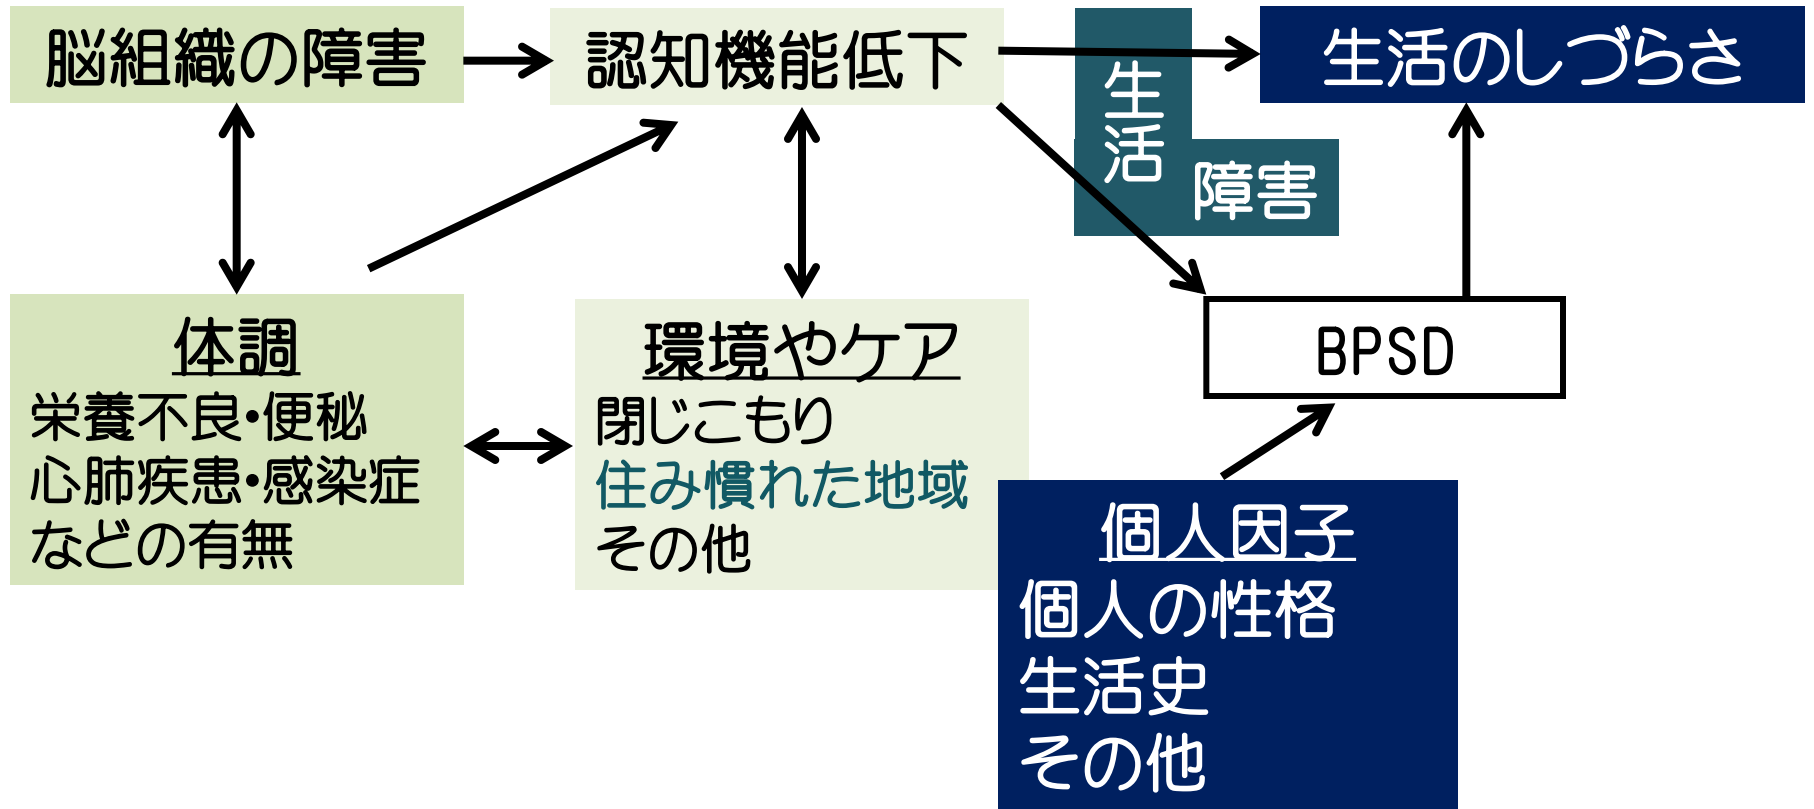 脳組織の障害
認知機能低下
生活のしづらさ
生活
障害
体調
栄養不良・便秘
心肺疾患・感染症
などの有無
環境やケア
閉じこもり
住み慣れた地域
その他
BPSD
個人因子
個人の性格
生活史
その他